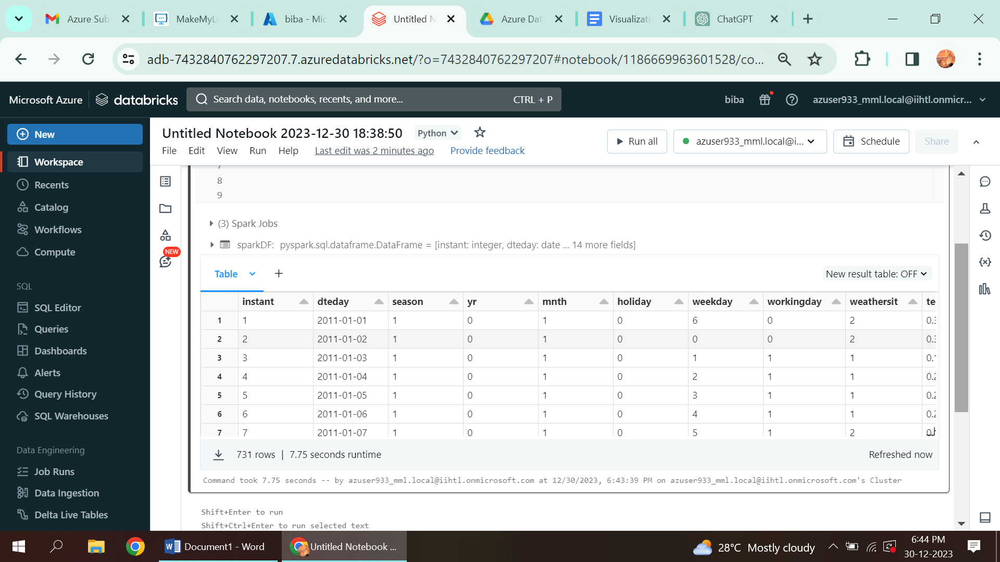 Azure Sub
MakeMyLa
biba - Mic
Untitled N
Azure Dat
Visualizati
ChatGPT
adb-7432840762297207.7.azuredatabricks.net/?o=7432840762297207#notebook/1186669963601528/co...
Microsoft Azure
databricks
Search data, notebooks, recents, and more...
CTRL + P
biba
azuser933_mml.local@iihtl.onmicr...
New
Workspace
Recents
Catalog
Workflows
Compute
SQL
SQL Editor
Queries
Dashboards
Alerts
Query History
SQL Warehouses
Data Engineering
Job Runs
Data Ingestion
Delta Live Tables
Untitled Notebook 2023-12-30 18:38:50
Python
File Edit View Run Help Last edit was 2 minutes ago Provide feedback
Run all
azuser933_mml.local@i...
Schedule
Share
NEW
8
9
(3) Spark Jobs
sparkDF: pyspark.sql.dataframe.DataFrame = [instant: integer, dteday: date ... 14 more fields]
Table
New result table: OFF
instant dteday season yr mnth holiday weekday workingday weathersit te
1 1 2011-01-01 1 0 1 0 6 0 2 0.3
2 2 2011-01-02 1 0 1 0 0 0 2 0.3
3 3 2011-01-03 1 0 1 0 1 1 1 0.1
4 4 2011-01-04 1 0 1 0 2 1 1 0.2
5 5 2011-01-05 1 0 1 0 3 1 1 0.2
6 6 2011-01-06 1 0 1 0 4 1 1 0.2
7 7 2011-01-07 1 0 1 0 5 1 2
731 rows | 7.75 seconds runtime
Refreshed now
Command took 7.75 seconds -- by azuser933_mml.local@iihtl.onmicrosoft.com at 12/30/2023, 6:43:39 PM on azuser933_mml.local@iihtl.onmicrosoft.com's Cluster
Shift+Enter to run
Shift+Ctrl+Enter to run selected text
Document1 - Word
Untitled Notebook ...
28°C Mostly cloudy
6:44 PM
30-12-2023